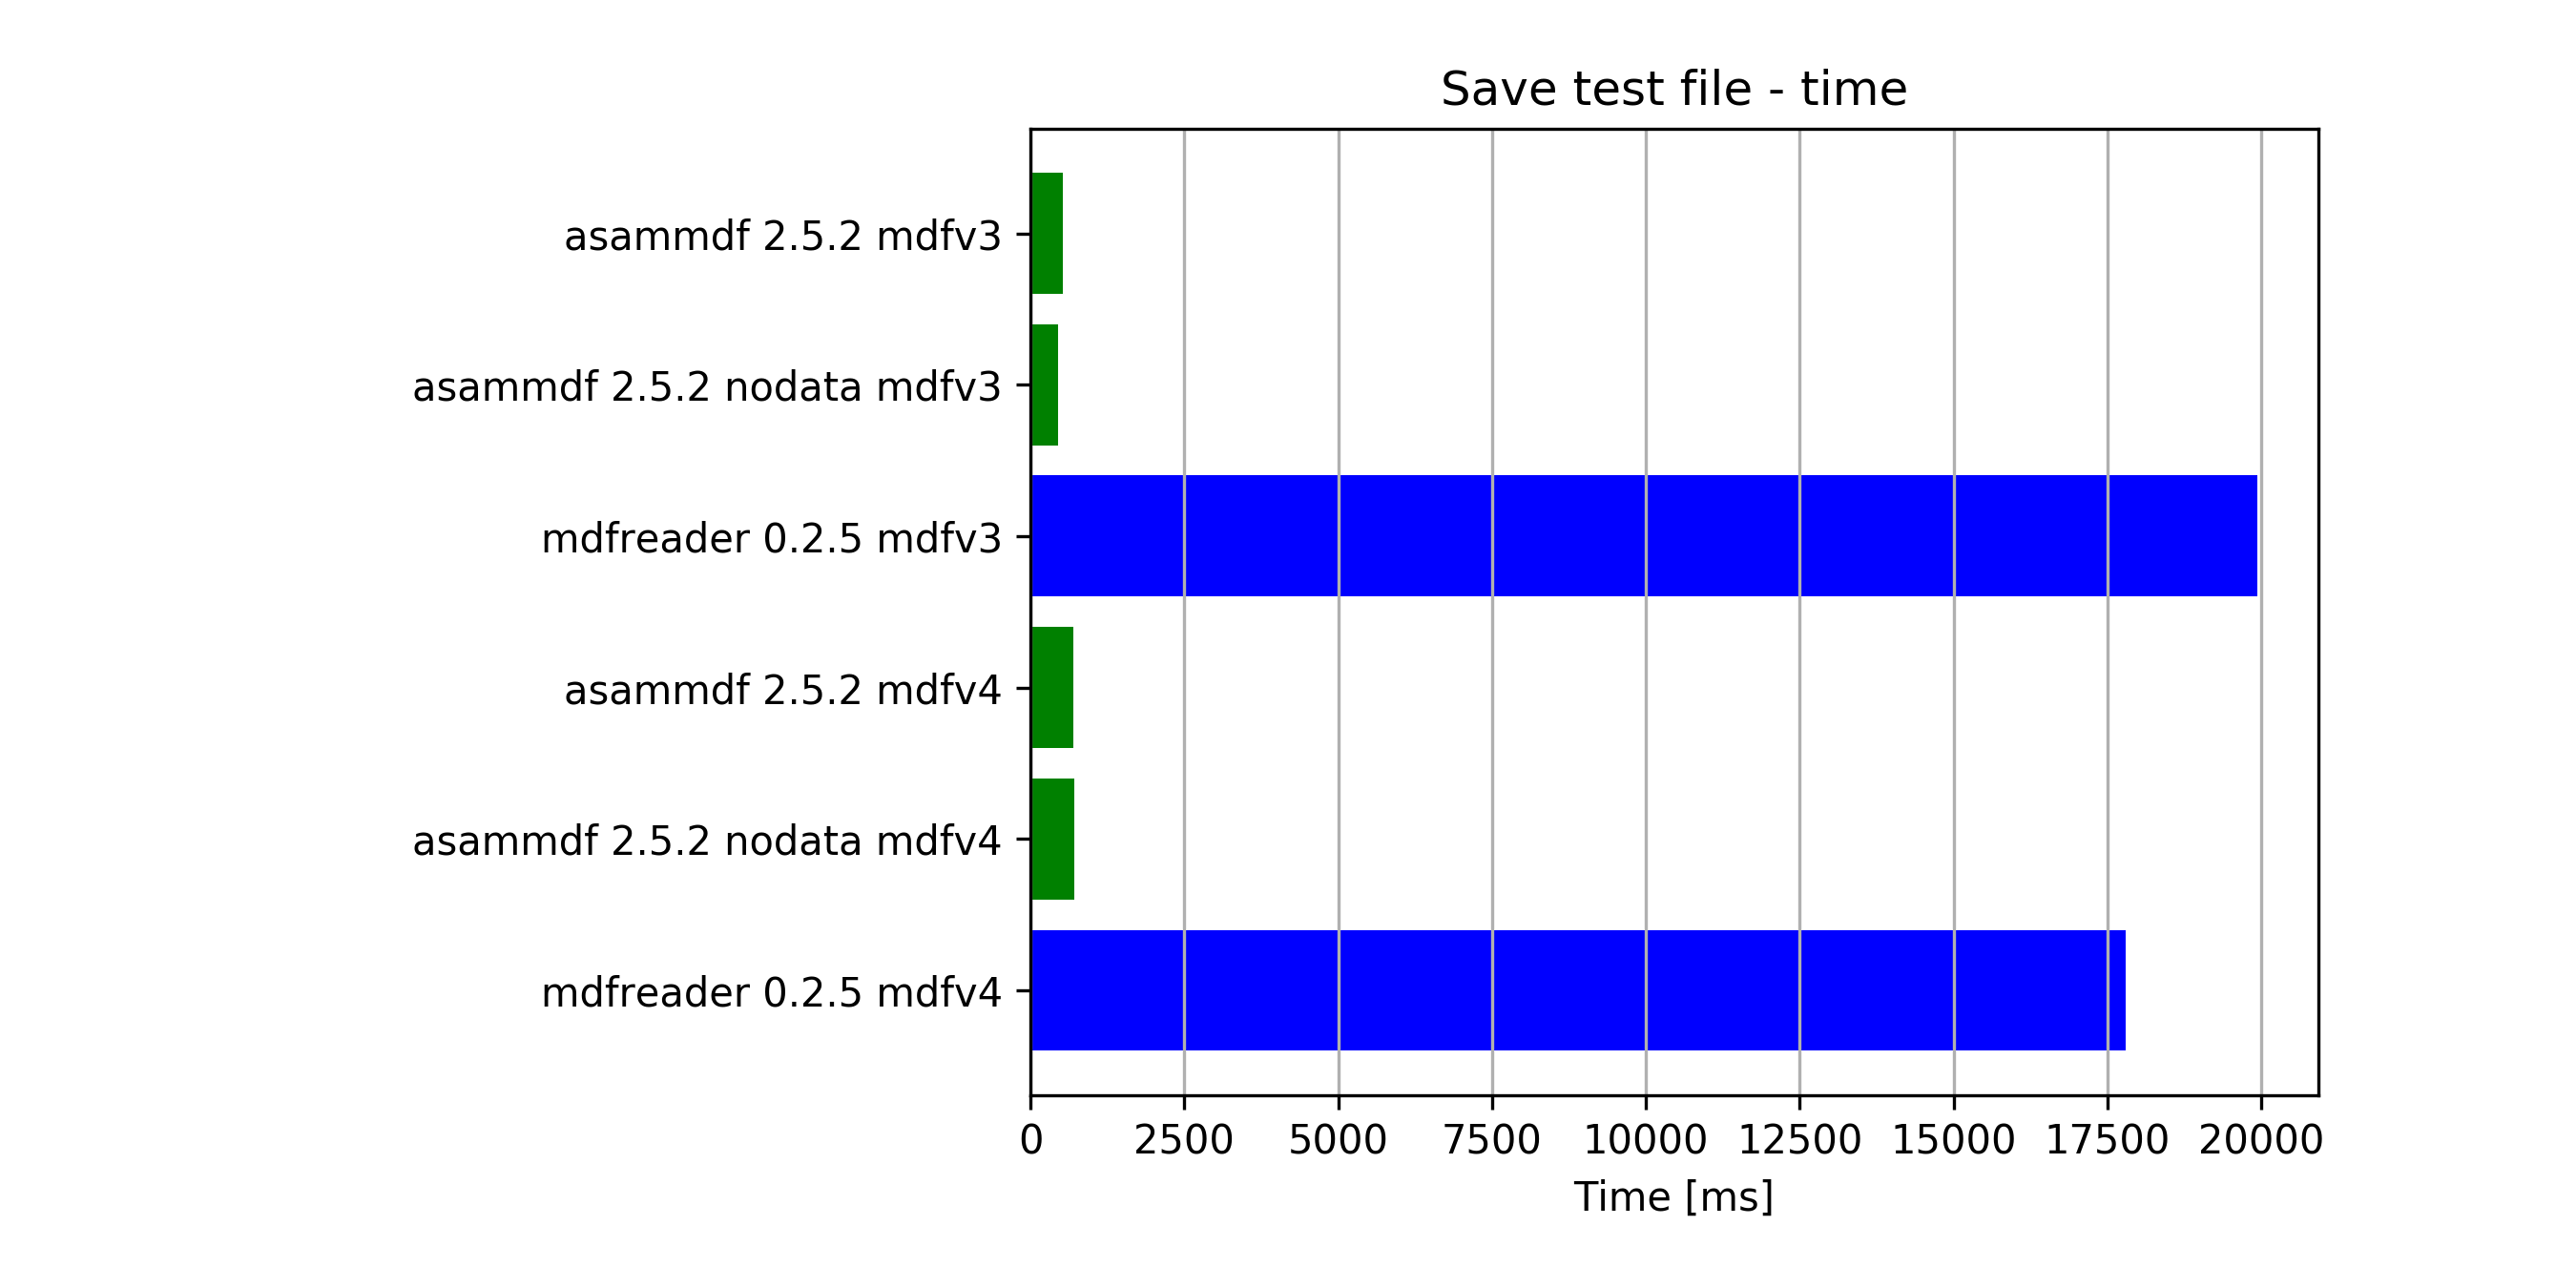 Save test file - time
asammdf 2.5.2 mdfv3
asammdf 2.5.2 nodata mdfv3
mdfreader 0.2.5 mdfv3
asammdf 2.5.2 mdfv4
asammdf 2.5.2 nodata mdfv4
mdfreader 0.2.5 mdfv4
0 2500 5000 7500 10000 12500 15000 17500 20000
Time [ms]